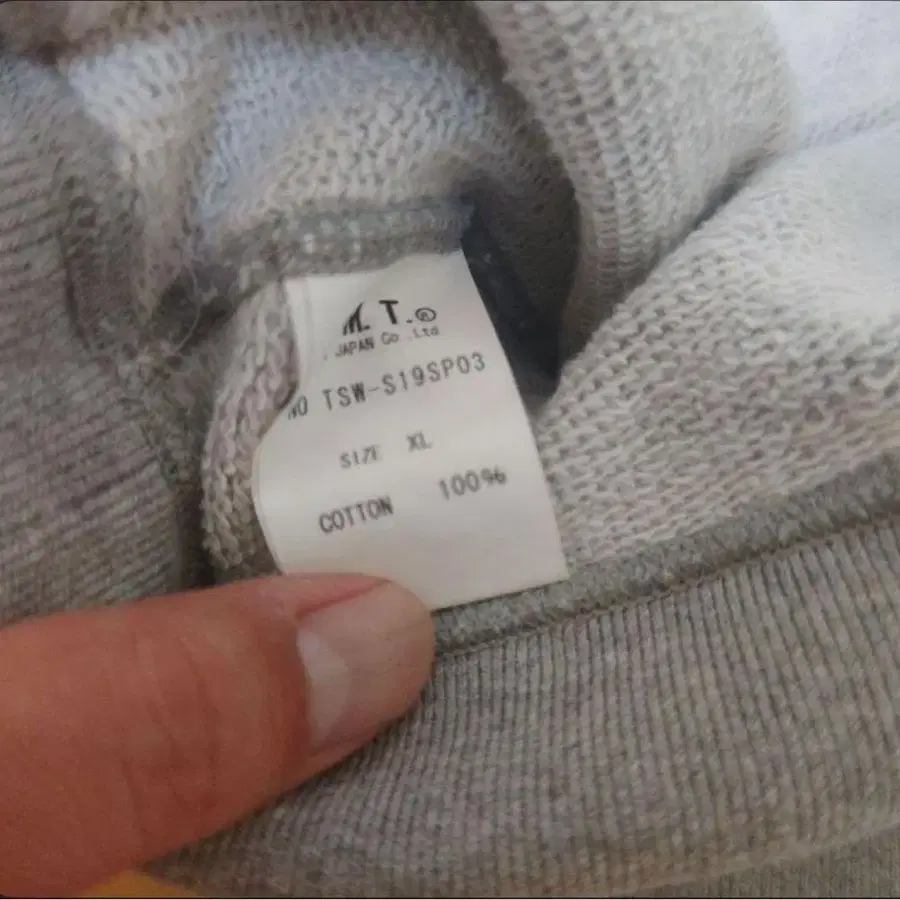 T.®
JAPAN Co.,Ltd
NO TSW-S19SP03
SIZE XL
COTTON 100%